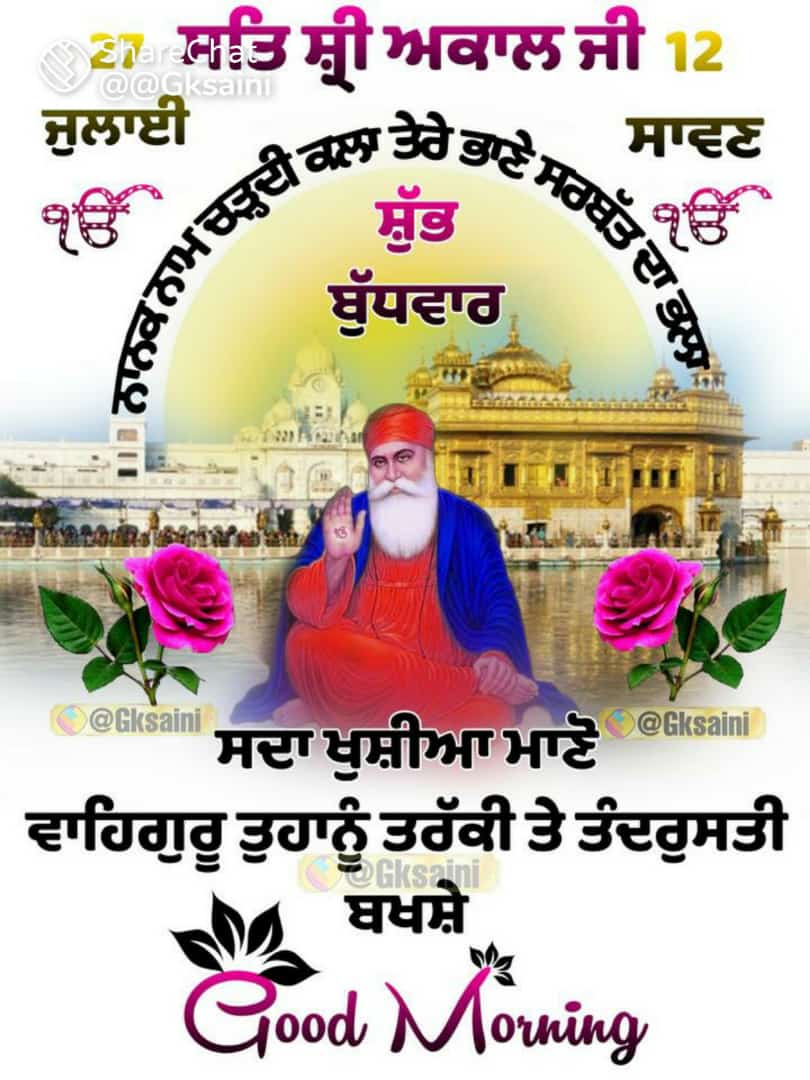 27 ਸਤਿ ਸ਼੍ਰੀ ਅਕਾਲ ਜੀ 12
ShareChat
@@Gksaini
ਜੁਲਾਈ
ਸਾਵਣ
ੴ
ੴ
ਨਾਨਕ ਨਾਮ ਚੜ੍ਹਦੀ ਕਲਾ ਤੇਰੇ ਭਾਣੇ ਸਰਬੱਤ ਦਾ ਭਲਾ
ਸ਼ੁੱਭ
ਬੁੱਧਵਾਰ
ੴ
@Gksaini
@Gksaini
ਸਦਾ ਖੁਸ਼ੀਆ ਮਾਣੋ
ਵਾਹਿਗੁਰੂ ਤੁਹਾਨੂੰ ਤਰੱਕੀ ਤੇ ਤੰਦਰੁਸਤੀ
@Gksaini
ਬਖਸ਼ੇ
Good Morning